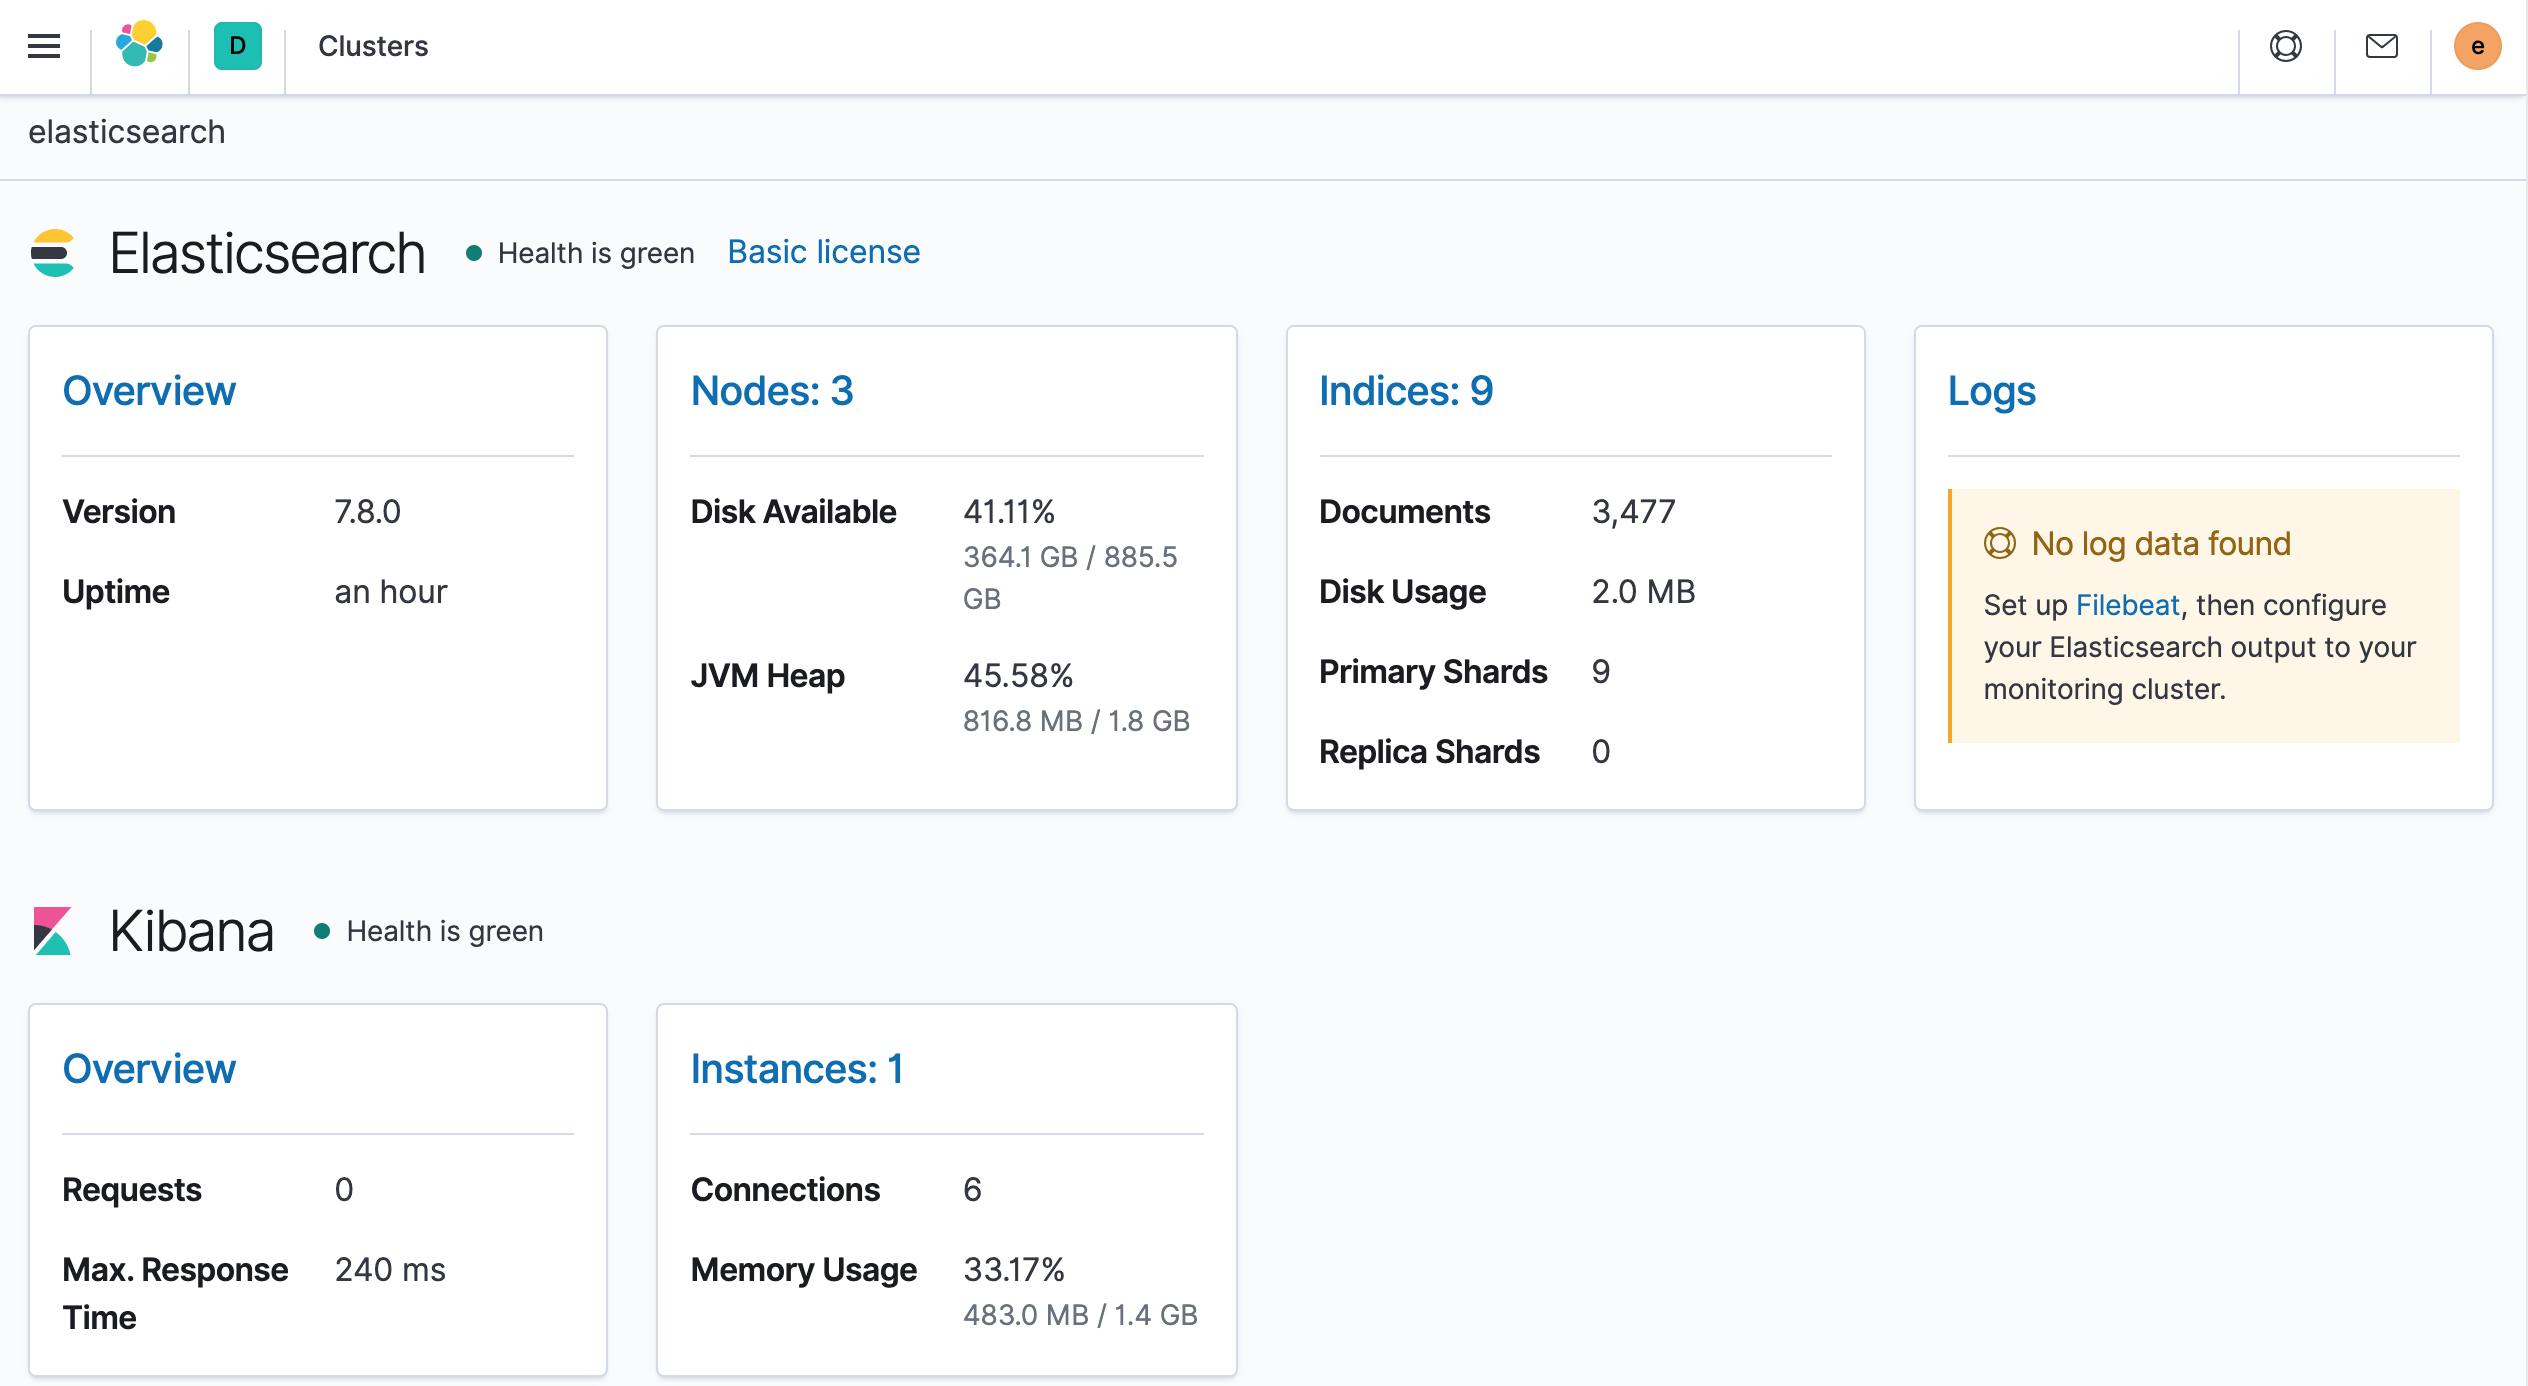 D Clusters e
elasticsearch
Elasticsearch Health is green Basic license
Overview
Version 7.8.0
Uptime an hour
Nodes: 3
Disk Available 41.11%
364.1 GB / 885.5
GB
JVM Heap 45.58%
816.8 MB / 1.8 GB
Indices: 9
Documents 3,477
Disk Usage 2.0 MB
Primary Shards 9
Replica Shards 0
Logs
No log data found
Set up Filebeat, then configure
your Elasticsearch output to your
monitoring cluster.
Kibana Health is green
Overview
Requests 0
Max. Response 240 ms
Time
Instances: 1
Connections 6
Memory Usage 33.17%
483.0 MB / 1.4 GB